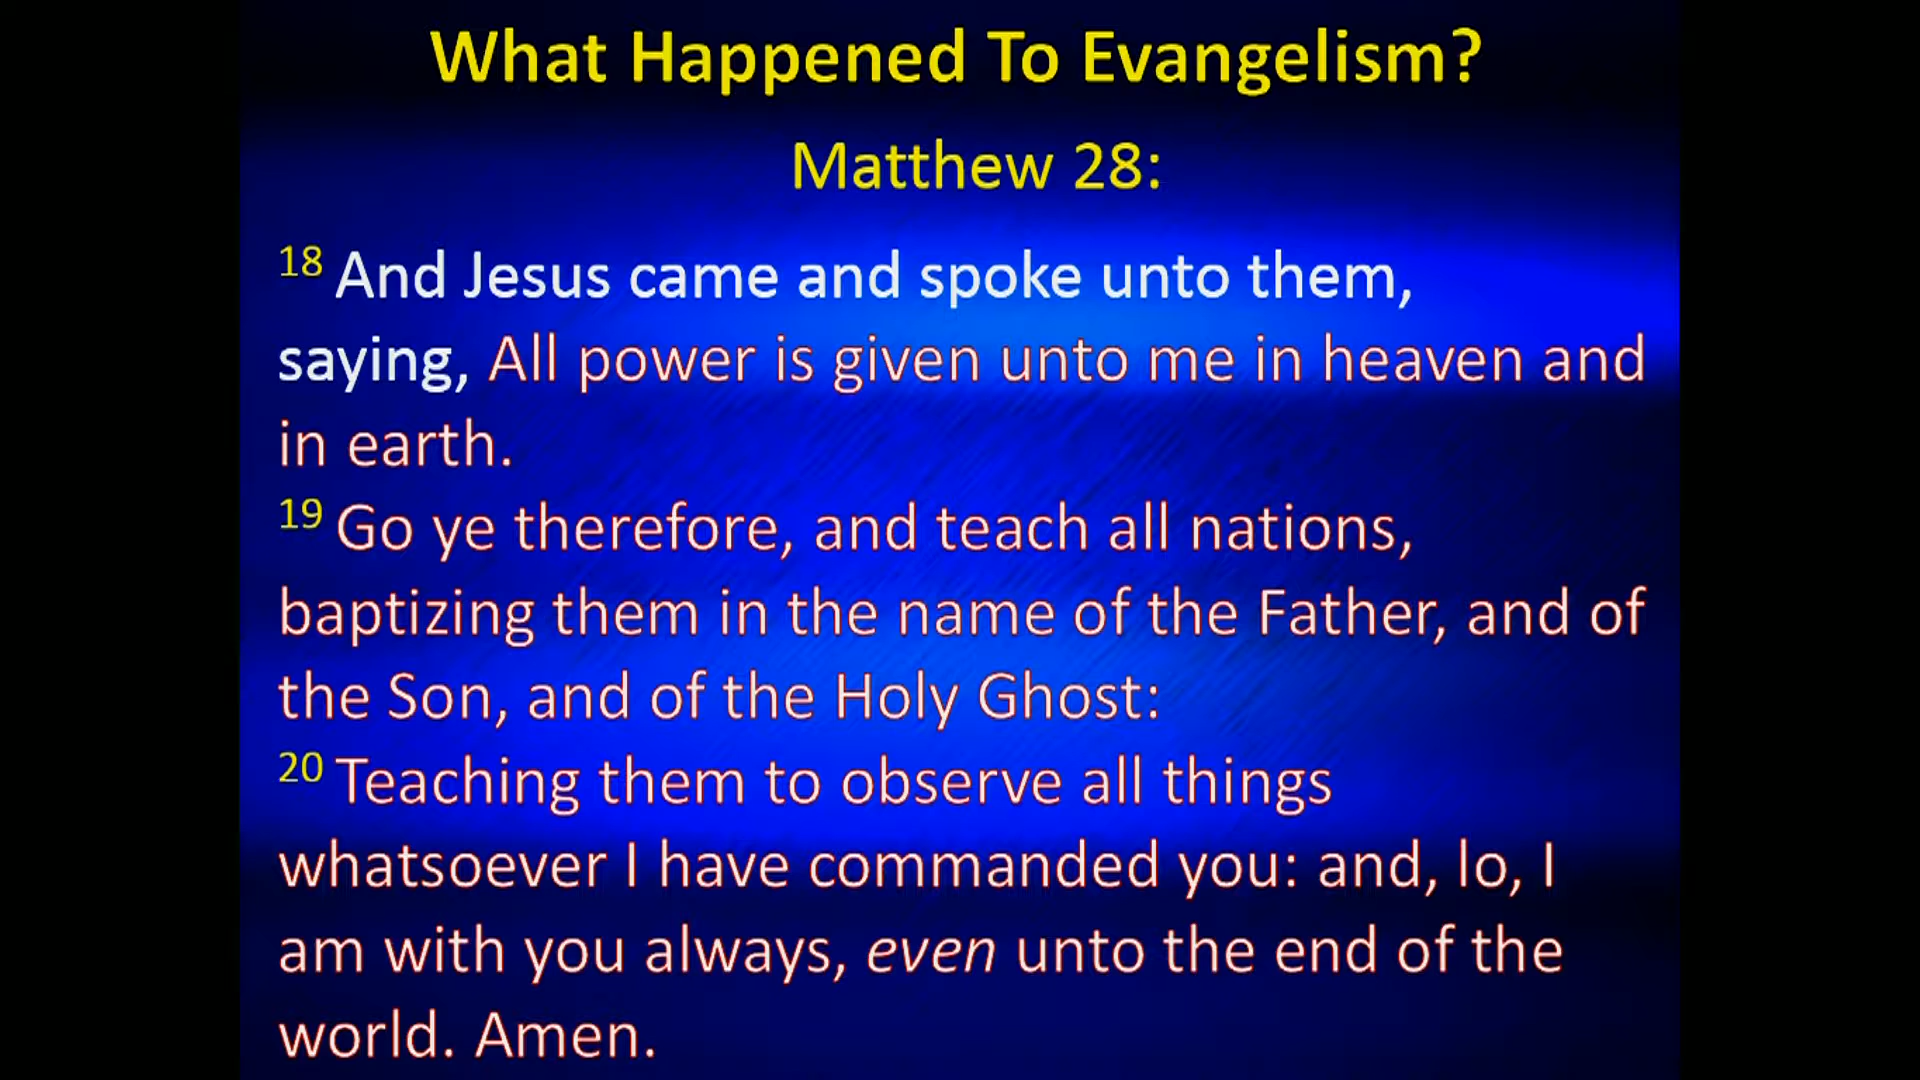 What Happened To Evangelism?
Matthew 28:
18 And Jesus came and spoke unto them,
saying, All power is given unto me in heaven and
in earth.
19 Go ye therefore, and teach all nations,
baptizing them in the name of the Father, and of
the Son, and of the Holy Ghost:
20 Teaching them to observe all things
whatsoever I have commanded you: and, lo, I
am with you always, even unto the end of the
world. Amen.